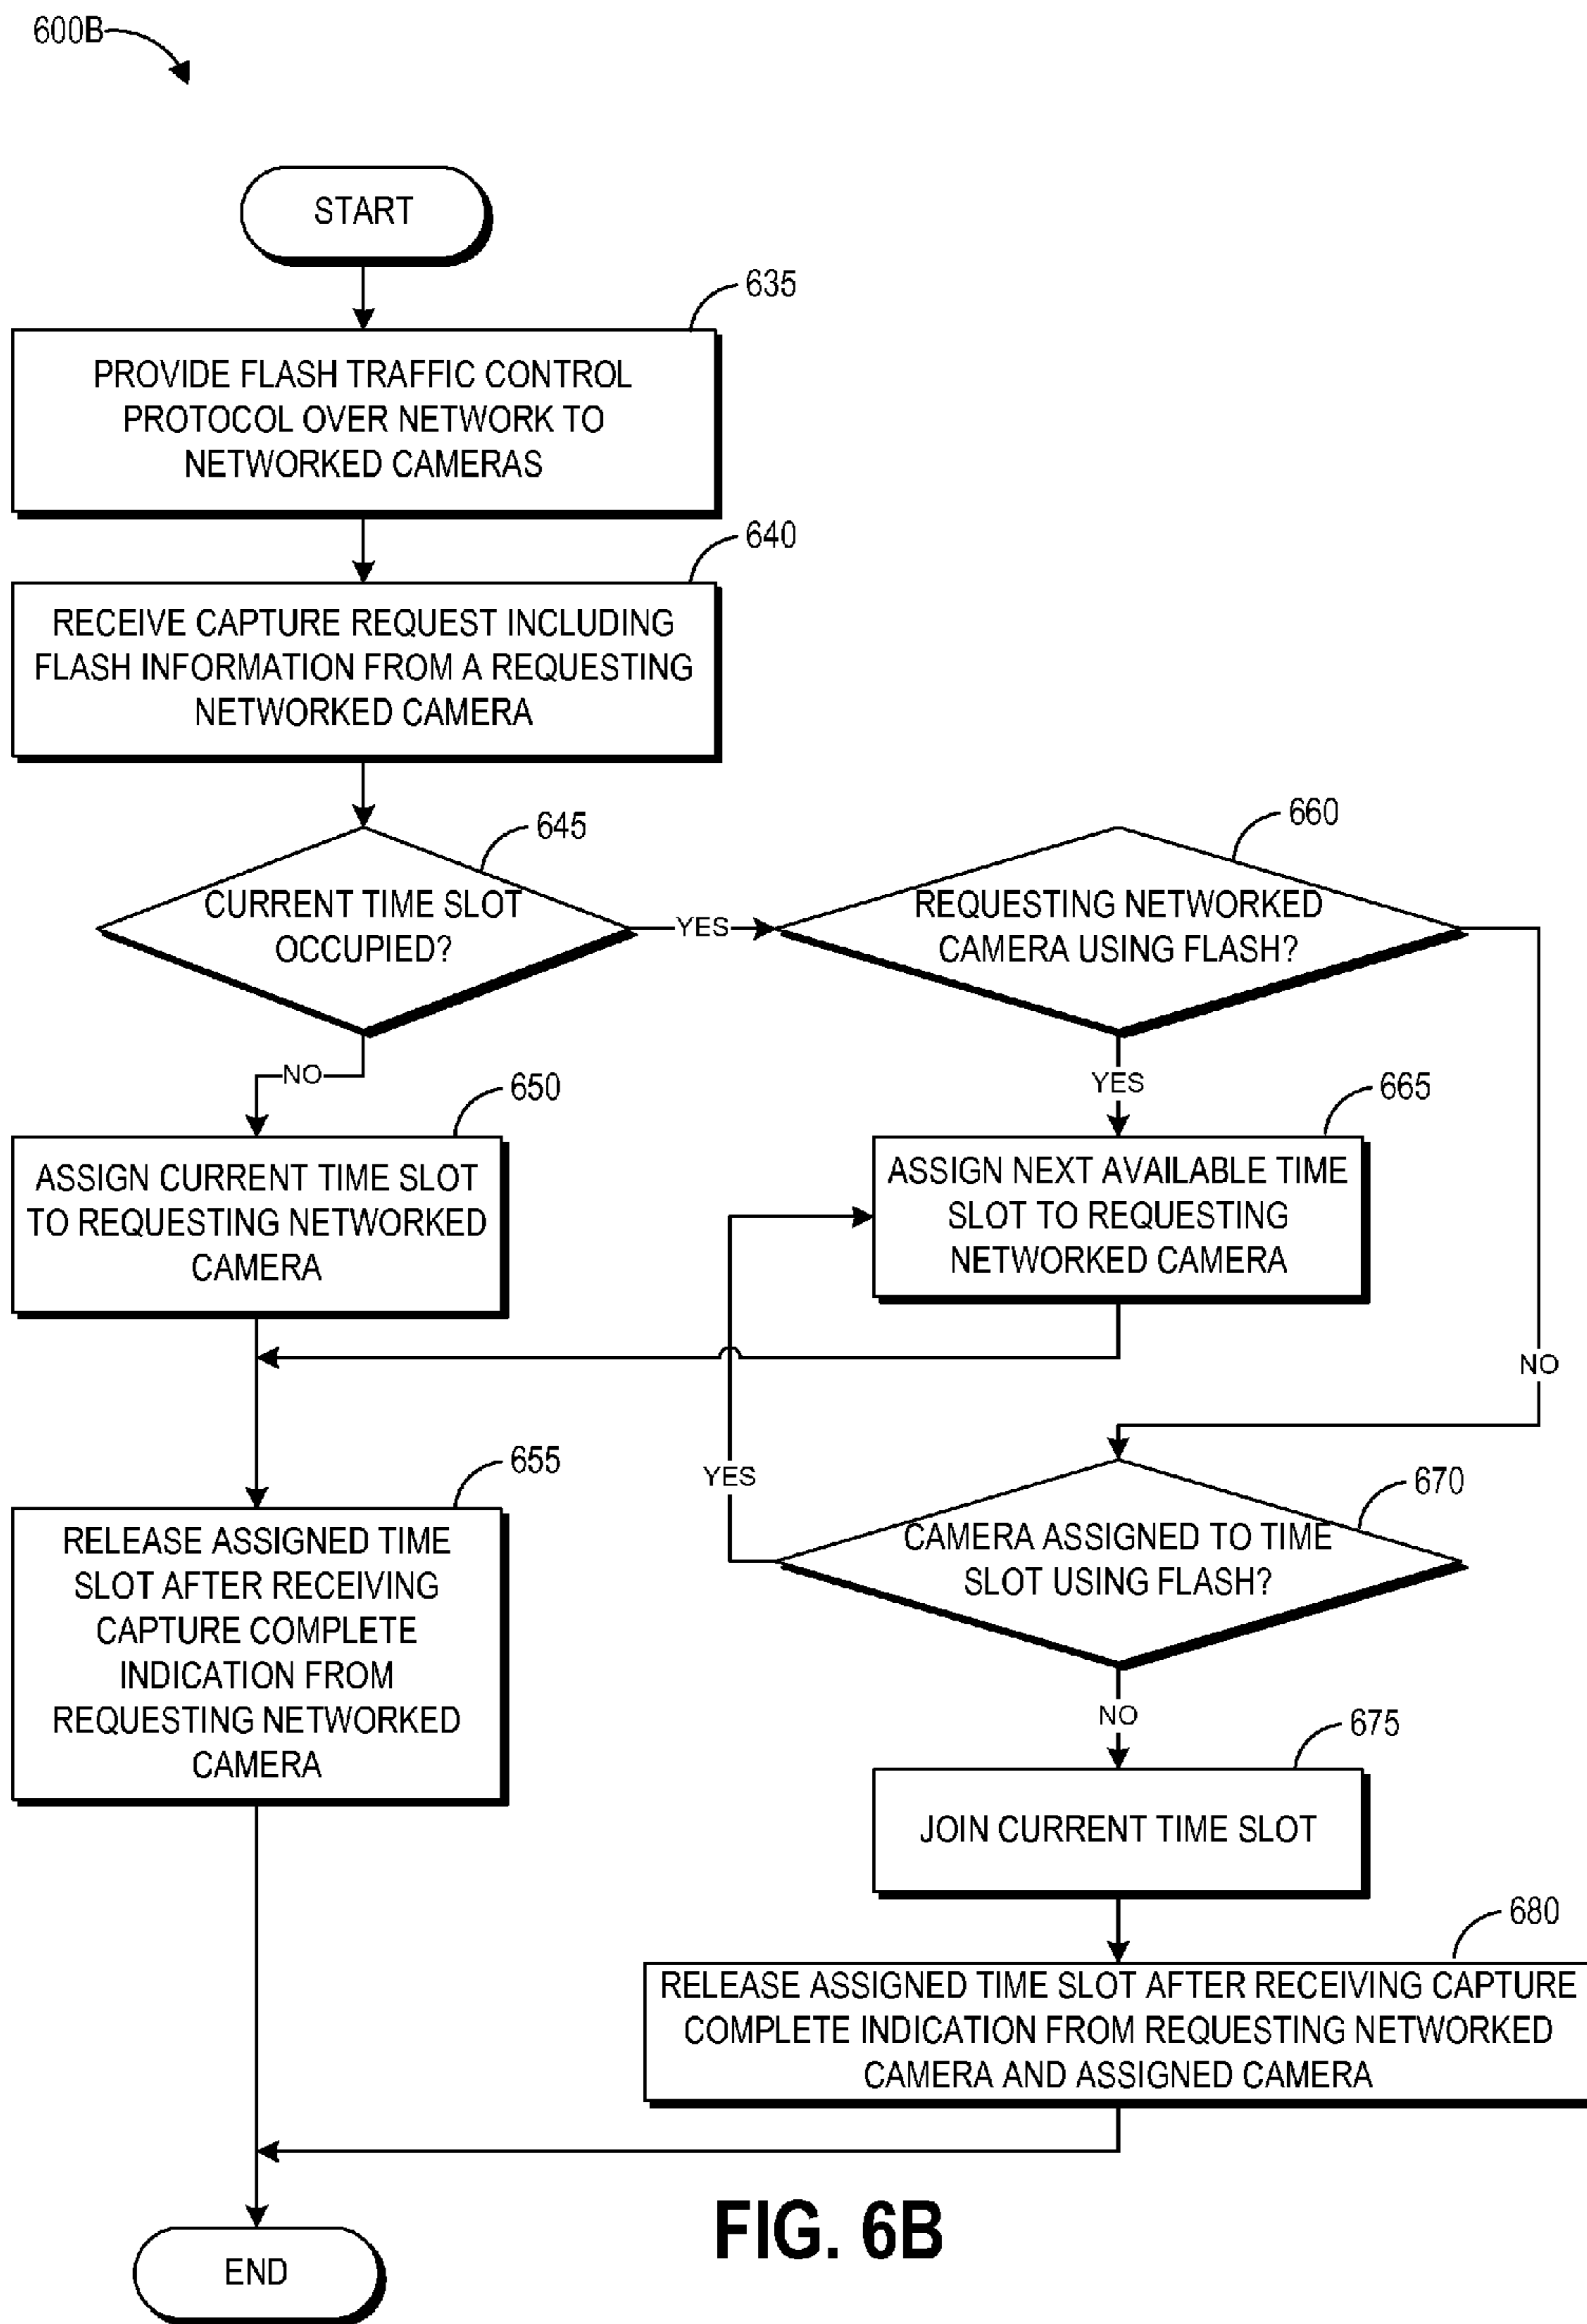 600B
START
635
PROVIDE FLASH TRAFFIC CONTROL
PROTOCOL OVER NETWORK TO
NETWORKED CAMERAS
640
RECEIVE CAPTURE REQUEST INCLUDING
FLASH INFORMATION FROM A REQUESTING
NETWORKED CAMERA
645
CURRENT TIME SLOT
OCCUPIED?
YES
660
REQUESTING NETWORKED
CAMERA USING FLASH?
NO
650
ASSIGN CURRENT TIME SLOT
TO REQUESTING NETWORKED
CAMERA
YES
665
ASSIGN NEXT AVAILABLE TIME
SLOT TO REQUESTING
NETWORKED CAMERA
NO
655
RELEASE ASSIGNED TIME
SLOT AFTER RECEIVING
CAPTURE COMPLETE
INDICATION FROM
REQUESTING NETWORKED
CAMERA
YES
670
CAMERA ASSIGNED TO TIME
SLOT USING FLASH?
NO
675
JOIN CURRENT TIME SLOT
680
RELEASE ASSIGNED TIME SLOT AFTER RECEIVING CAPTURE
COMPLETE INDICATION FROM REQUESTING NETWORKED
CAMERA AND ASSIGNED CAMERA
END
FIG. 6B